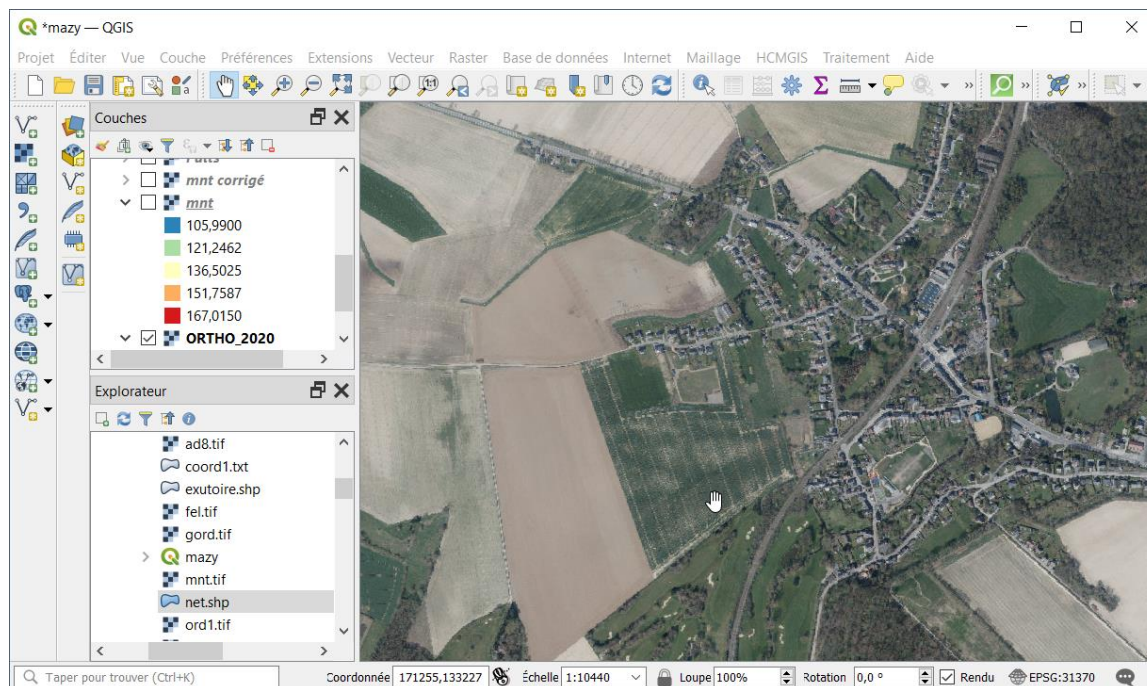 *mazy — QGIS
Projet Éditer Vue Couche Préférences Extensions Vecteur Raster Base de données Internet Maillage HCMGIS Traitement Aide
Couches
mnt corrigé
mnt
105,9900
121,2462
136,5025
151,7587
167,0150
ORTHO_2020
Explorateur
ad8.tif
coord1.txt
exutoire.shp
fel.tif
gord.tif
mazy
mnt.tif
net.shp
ord1.tif
Taper pour trouver (Ctrl+K) Coordonnée 171255,133227 Échelle 1:10440 Loupe 100% Rotation 0,0 ° Rendu EPSG:31370